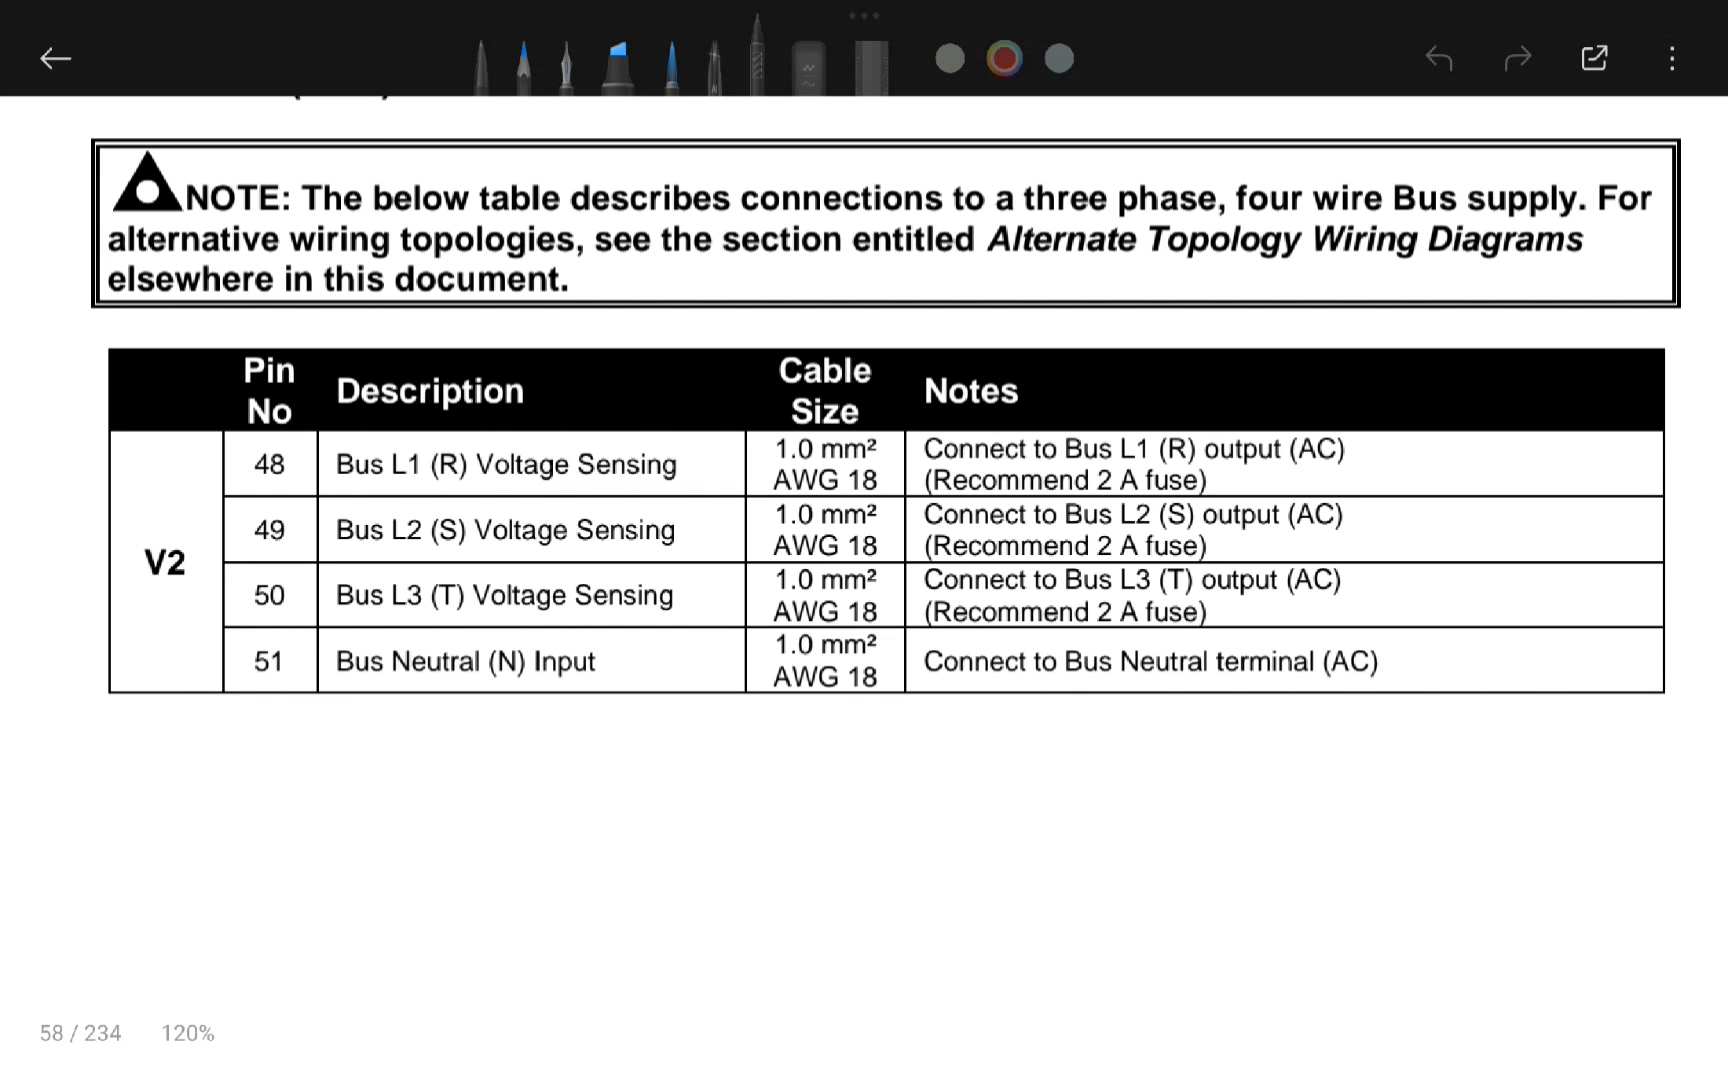 NOTE: The below table describes connections to a three phase, four wire Bus supply. For
alternative wiring topologies, see the section entitled Alternate Topology Wiring Diagrams
elsewhere in this document.
Pin No Description Cable Size Notes
V2
48 Bus L1 (R) Voltage Sensing 1.0 mm² AWG 18 Connect to Bus L1 (R) output (AC) (Recommend 2 A fuse)
49 Bus L2 (S) Voltage Sensing 1.0 mm² AWG 18 Connect to Bus L2 (S) output (AC) (Recommend 2 A fuse)
50 Bus L3 (T) Voltage Sensing 1.0 mm² AWG 18 Connect to Bus L3 (T) output (AC) (Recommend 2 A fuse)
51 Bus Neutral (N) Input 1.0 mm² AWG 18 Connect to Bus Neutral terminal (AC)
58 / 234 120%